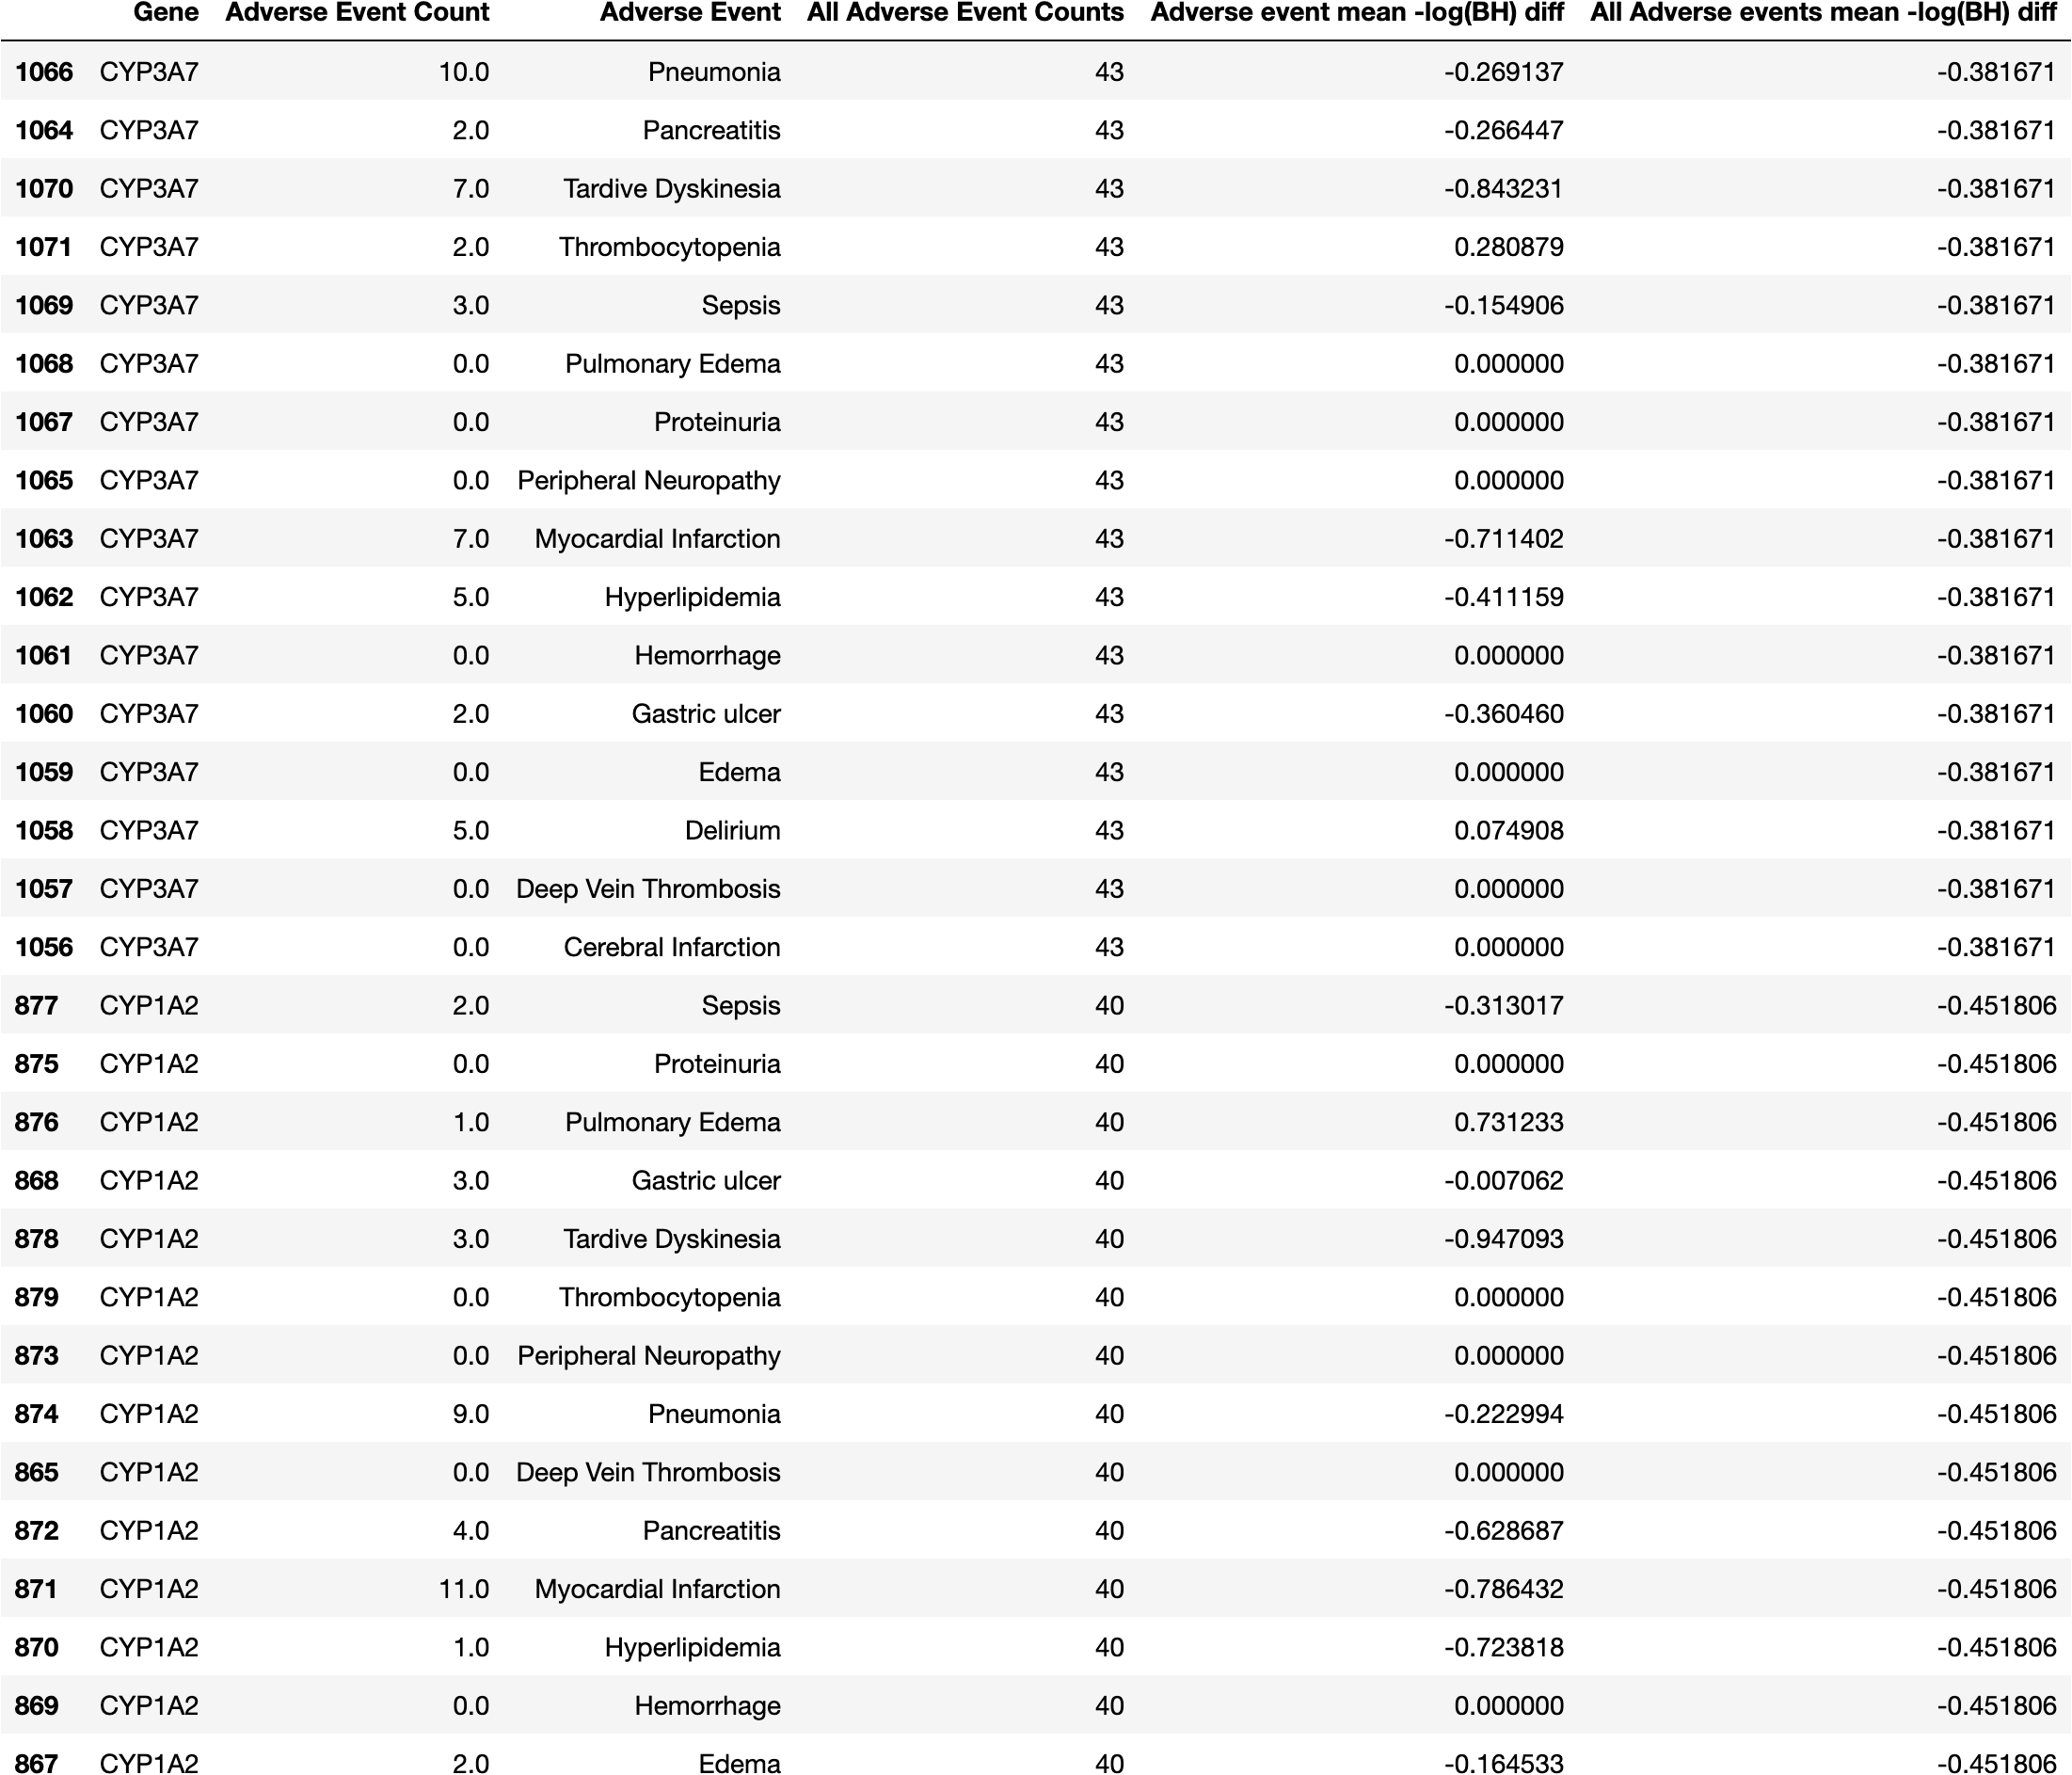 Gene Adverse Event Count Adverse Event All Adverse Event Counts Adverse event mean -log(BH) diff All Adverse events mean -log(BH) diff
1066 CYP3A7 10.0 Pneumonia 43 -0.269137 -0.381671
1064 CYP3A7 2.0 Pancreatitis 43 -0.266447 -0.381671
1070 CYP3A7 7.0 Tardive Dyskinesia 43 -0.843231 -0.381671
1071 CYP3A7 2.0 Thrombocytopenia 43 0.280879 -0.381671
1069 CYP3A7 3.0 Sepsis 43 -0.154906 -0.381671
1068 CYP3A7 0.0 Pulmonary Edema 43 0.000000 -0.381671
1067 CYP3A7 0.0 Proteinuria 43 0.000000 -0.381671
1065 CYP3A7 0.0 Peripheral Neuropathy 43 0.000000 -0.381671
1063 CYP3A7 7.0 Myocardial Infarction 43 -0.711402 -0.381671
1062 CYP3A7 5.0 Hyperlipidemia 43 -0.411159 -0.381671
1061 CYP3A7 0.0 Hemorrhage 43 0.000000 -0.381671
1060 CYP3A7 2.0 Gastric ulcer 43 -0.360460 -0.381671
1059 CYP3A7 0.0 Edema 43 0.000000 -0.381671
1058 CYP3A7 5.0 Delirium 43 0.074908 -0.381671
1057 CYP3A7 0.0 Deep Vein Thrombosis 43 0.000000 -0.381671
1056 CYP3A7 0.0 Cerebral Infarction 43 0.000000 -0.381671
877 CYP1A2 2.0 Sepsis 40 -0.313017 -0.451806
875 CYP1A2 0.0 Proteinuria 40 0.000000 -0.451806
876 CYP1A2 1.0 Pulmonary Edema 40 0.731233 -0.451806
868 CYP1A2 3.0 Gastric ulcer 40 -0.007062 -0.451806
878 CYP1A2 3.0 Tardive Dyskinesia 40 -0.947093 -0.451806
879 CYP1A2 0.0 Thrombocytopenia 40 0.000000 -0.451806
873 CYP1A2 0.0 Peripheral Neuropathy 40 0.000000 -0.451806
874 CYP1A2 9.0 Pneumonia 40 -0.222994 -0.451806
865 CYP1A2 0.0 Deep Vein Thrombosis 40 0.000000 -0.451806
872 CYP1A2 4.0 Pancreatitis 40 -0.628687 -0.451806
871 CYP1A2 11.0 Myocardial Infarction 40 -0.786432 -0.451806
870 CYP1A2 1.0 Hyperlipidemia 40 -0.723818 -0.451806
869 CYP1A2 0.0 Hemorrhage 40 0.000000 -0.451806
867 CYP1A2 2.0 Edema 40 -0.164533 -0.451806